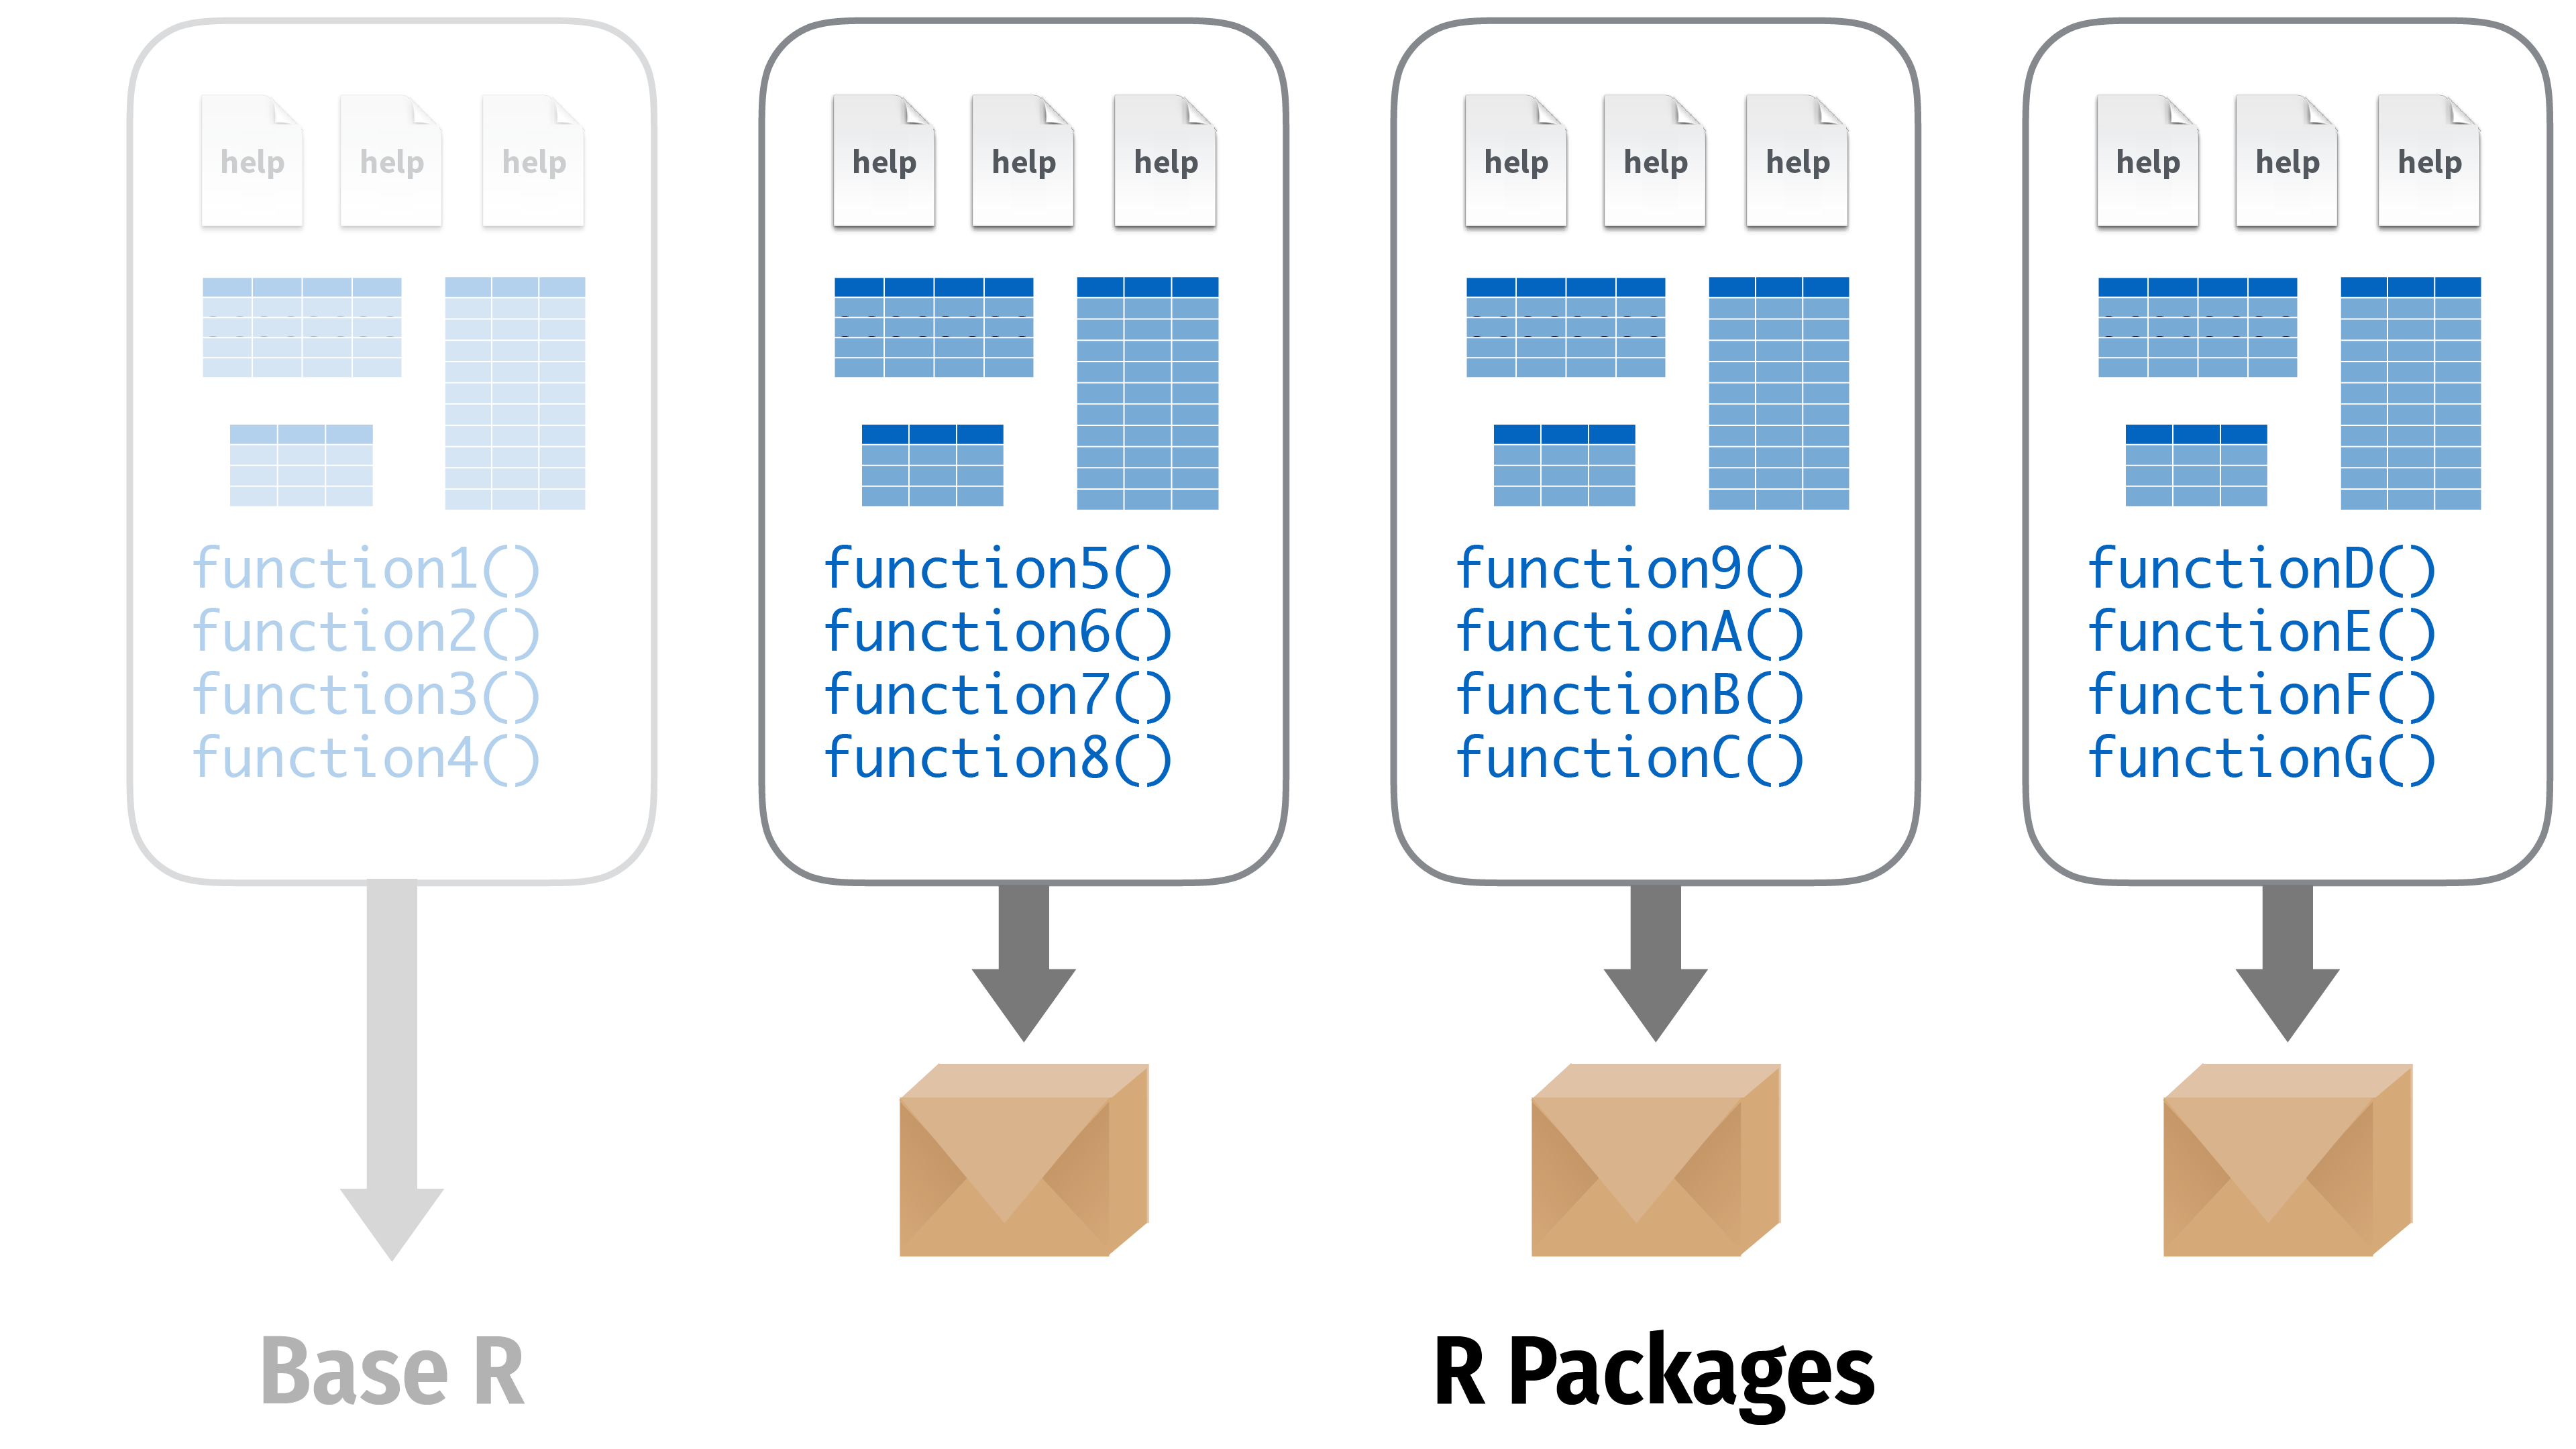 help help help
function1()
function2()
function3()
function4()
Base R
help help help
function5()
function6()
function7()
function8()
help help help
function9()
functionA()
functionB()
functionC()
help help help
functionD()
functionE()
functionF()
functionG()
R Packages